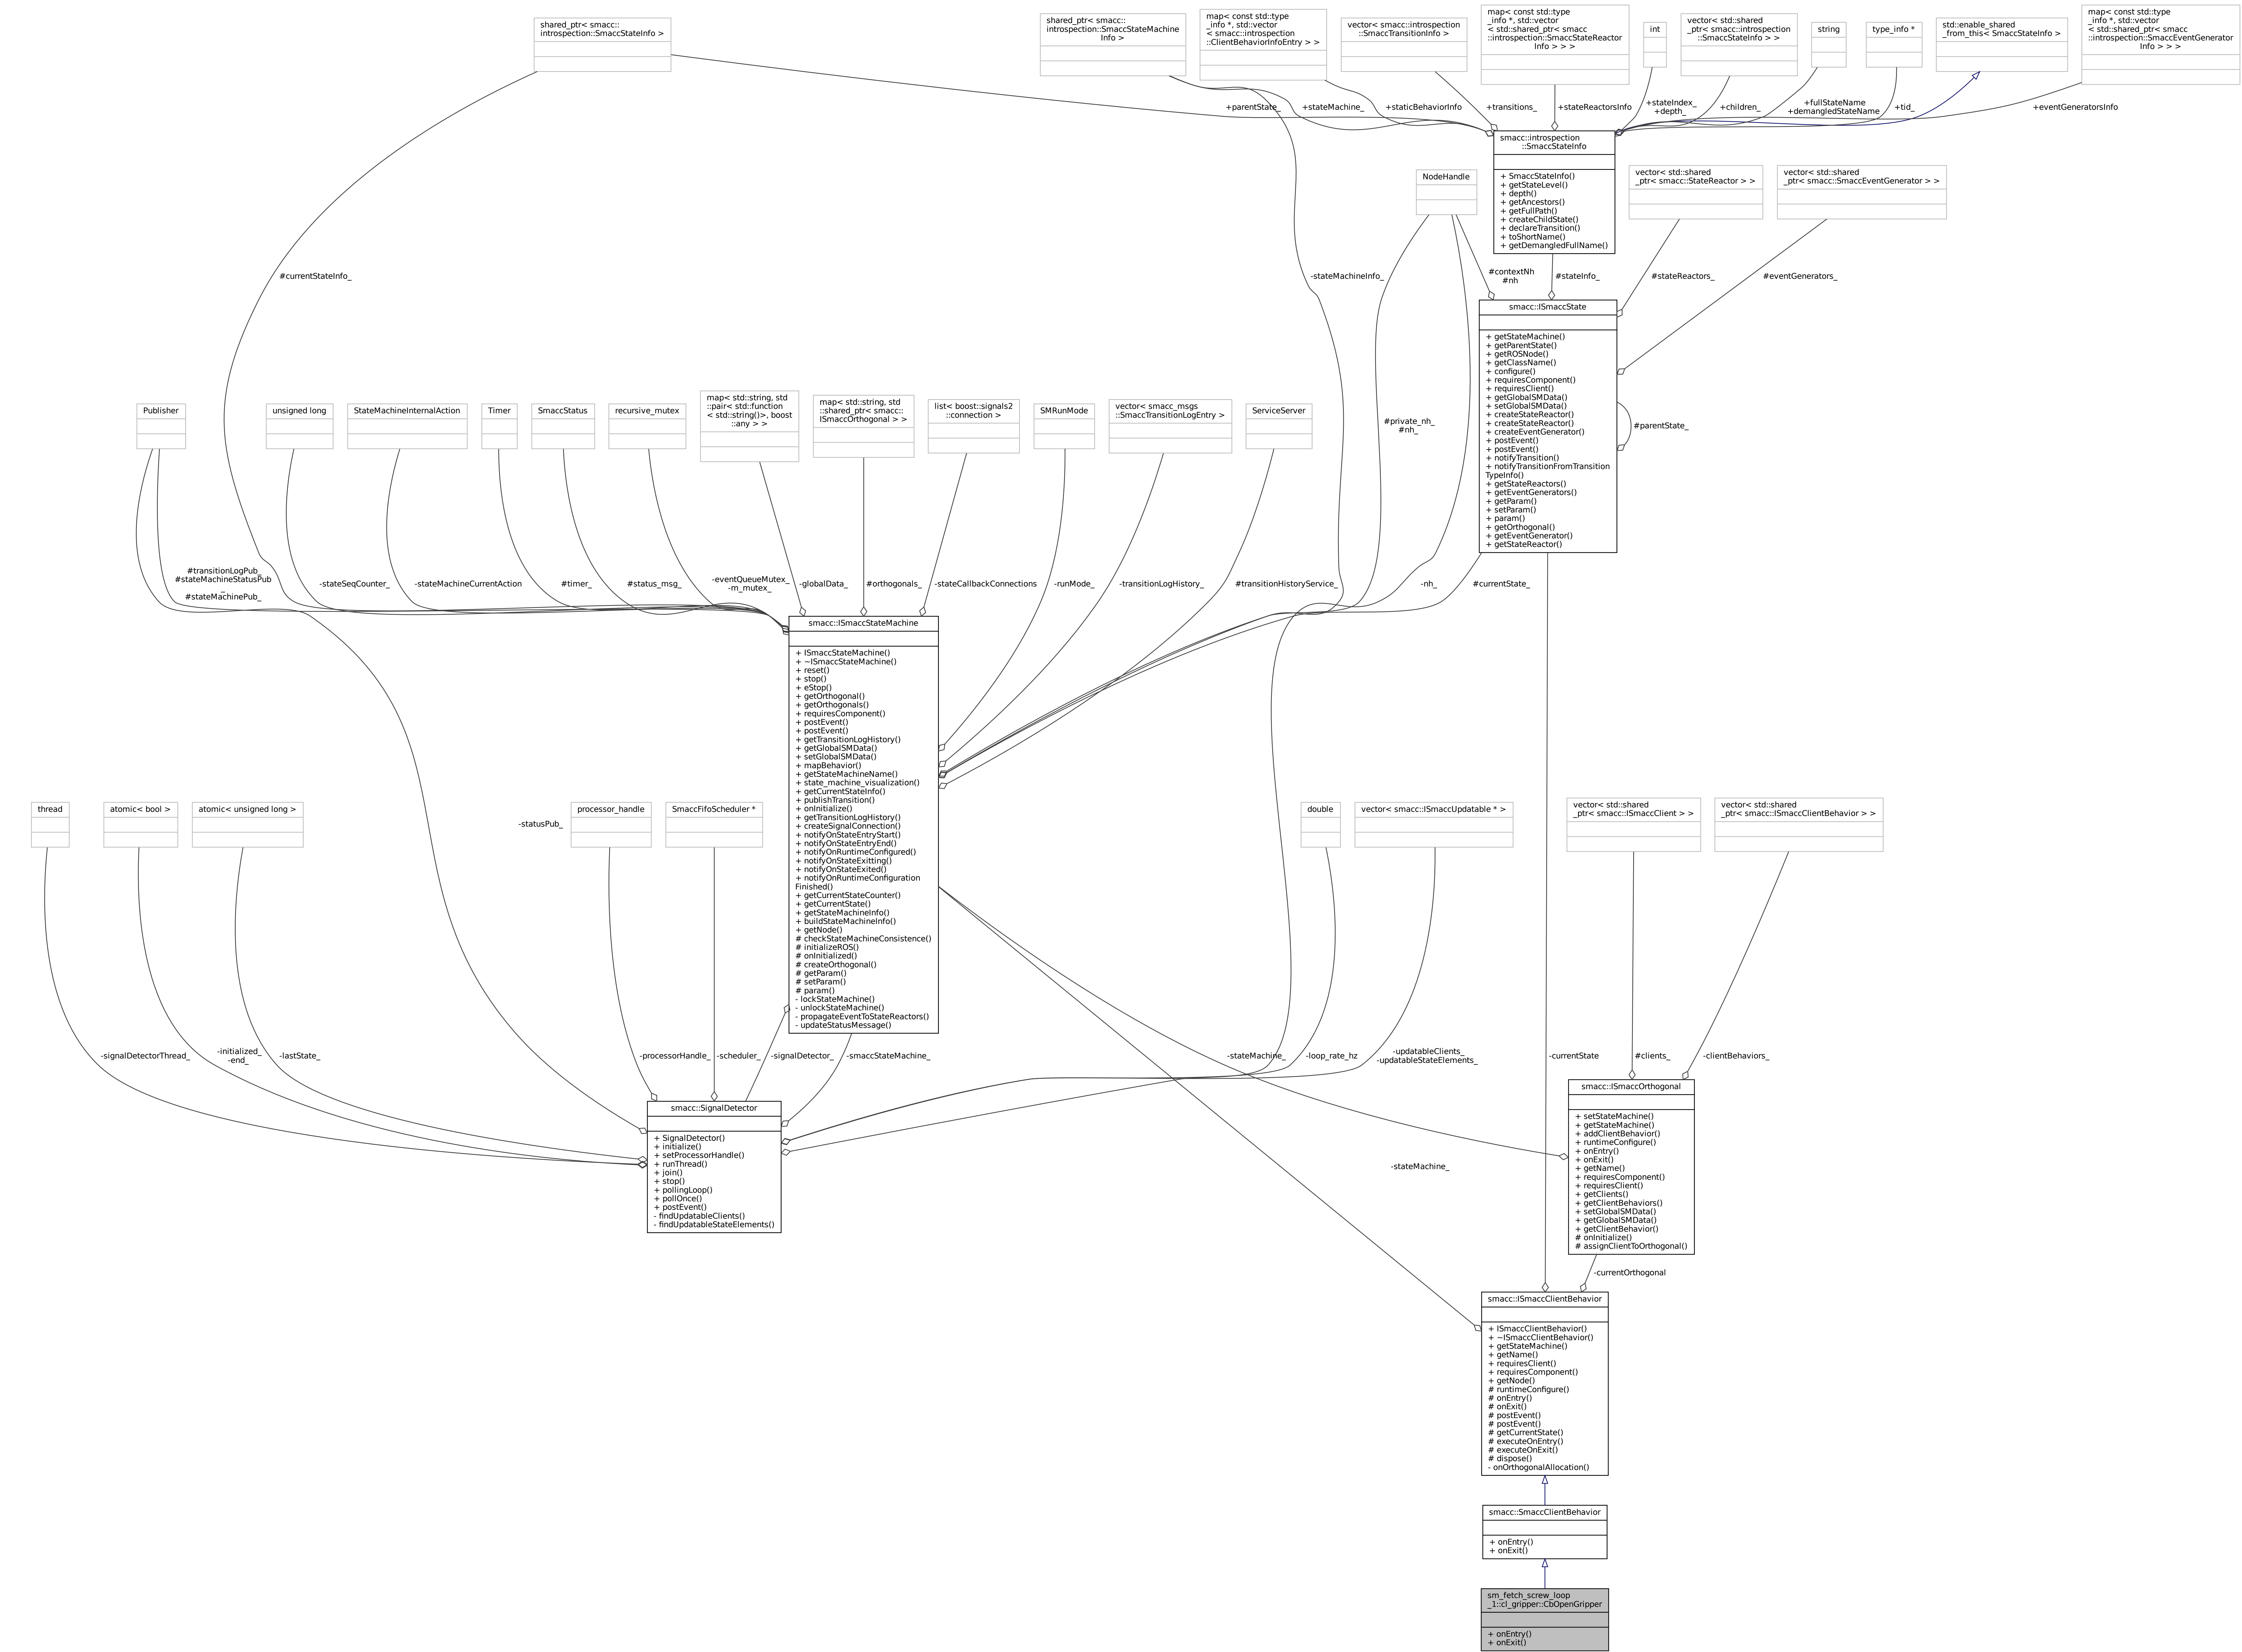 shared_ptr< smacc::
introspection::SmaccStateInfo >
shared_ptr< smacc::
introspection::SmaccStateMachine
Info >
map< const std::type
_info *, std::vector
< smacc::introspection
::ClientBehaviorInfoEntry > >
vector< smacc::introspection
::SmaccTransitionInfo >
map< const std::type
_info *, std::vector
< std::shared_ptr< smacc
::introspection::SmaccStateReactor
Info > > >
int
vector< std::shared
_ptr< smacc::introspection
::SmaccStateInfo > >
string
type_info *
std::enable_shared
_from_this< SmaccStateInfo >
map< const std::type
_info *, std::vector
< std::shared_ptr< smacc
::introspection::SmaccEventGenerator
Info > > >
+parentState_
+stateMachine_
+staticBehaviorInfo
+transitions_
+stateReactorsInfo
+stateIndex_
+depth_
+children_
+fullStateName
+demangledStateName
+tid_
+eventGeneratorsInfo
smacc::introspection
::SmaccStateInfo
+ SmaccStateInfo()
+ getStateLevel()
+ depth()
+ getAncestors()
+ getFullPath()
+ createChildState()
+ declareTransition()
+ toShortName()
+ getDemangledFullName()
NodeHandle
vector< std::shared
_ptr< smacc::StateReactor > >
vector< std::shared
_ptr< smacc::SmaccEventGenerator > >
#currentStateInfo_
-stateMachineInfo_
#contextNh
#nh
#stateInfo_
#stateReactors_
#eventGenerators_
smacc::ISmaccState
+ getStateMachine()
+ getParentState()
+ getROSNode()
+ getClassName()
+ configure()
+ requiresComponent()
+ requiresClient()
+ getGlobalSMData()
+ setGlobalSMData()
+ createStateReactor()
+ createStateReactor()
+ createEventGenerator()
+ postEvent()
+ postEvent()
+ notifyTransition()
+ notifyTransitionFromTransition
TypeInfo()
+ getStateReactors()
+ getEventGenerators()
+ getParam()
+ setParam()
+ param()
+ getOrthogonal()
+ getEventGenerator()
+ getStateReactor()
#parentState_
#private_nh_
#nh_
Publisher
unsigned long
StateMachineInternalAction
Timer
SmaccStatus
recursive_mutex
map< std::string, std
::pair< std::function
< std::string()>, boost
::any > >
map< std::string, std
::shared_ptr< smacc::
ISmaccOrthogonal > >
list< boost::signals2
::connection >
SMRunMode
vector< smacc_msgs
::SmaccTransitionLogEntry >
ServiceServer
#transitionLogPub_
#stateMachineStatusPub
_
#stateMachinePub_
-stateSeqCounter_
-stateMachineCurrentAction
#timer_
#status_msg_
-eventQueueMutex_
-m_mutex_
-globalData_
#orthogonals_
-stateCallbackConnections
-runMode_
-transitionLogHistory_
#transitionHistoryService_
-nh_
#currentState_
smacc::ISmaccStateMachine
+ ISmaccStateMachine()
+ ~ISmaccStateMachine()
+ reset()
+ stop()
+ eStop()
+ getOrthogonal()
+ getOrthogonals()
+ requiresComponent()
+ postEvent()
+ postEvent()
+ getTransitionLogHistory()
+ getGlobalSMData()
+ setGlobalSMData()
+ mapBehavior()
+ getStateMachineName()
+ state_machine_visualization()
+ getCurrentStateInfo()
+ publishTransition()
+ onInitialize()
+ getTransitionLogHistory()
+ createSignalConnection()
+ notifyOnStateEntryStart()
+ notifyOnStateEntryEnd()
+ notifyOnRuntimeConfigured()
+ notifyOnStateExitting()
+ notifyOnStateExited()
+ notifyOnRuntimeConfiguration
Finished()
+ getCurrentStateCounter()
+ getCurrentState()
+ getStateMachineInfo()
+ buildStateMachineInfo()
+ getNode()
# checkStateMachineConsistence()
# initializeROS()
# onInitialized()
# createOrthogonal()
# getParam()
# setParam()
# param()
- lockStateMachine()
- unlockStateMachine()
- propagateEventToStateReactors()
- updateStatusMessage()
thread
atomic< bool >
atomic< unsigned long >
-statusPub_
processor_handle
SmaccFifoScheduler *
double
vector< smacc::ISmaccUpdatable * >
vector< std::shared
_ptr< smacc::ISmaccClient > >
vector< std::shared
_ptr< smacc::ISmaccClientBehavior > >
-signalDetectorThread_
-initialized_
-end_
-lastState_
-processorHandle_
-scheduler_
-signalDetector_
-smaccStateMachine_
-stateMachine_
-loop_rate_hz
-updatableClients_
-updatableStateElements_
-currentState
#clients_
-clientBehaviors_
smacc::SignalDetector
+ SignalDetector()
+ initialize()
+ setProcessorHandle()
+ runThread()
+ join()
+ stop()
+ pollingLoop()
+ pollOnce()
+ postEvent()
- findUpdatableClients()
- findUpdatableStateElements()
smacc::ISmaccOrthogonal
+ setStateMachine()
+ getStateMachine()
+ addClientBehavior()
+ runtimeConfigure()
+ onEntry()
+ onExit()
+ getName()
+ requiresComponent()
+ requiresClient()
+ getClients()
+ getClientBehaviors()
+ setGlobalSMData()
+ getGlobalSMData()
+ getClientBehavior()
# onInitialize()
# assignClientToOrthogonal()
-stateMachine_
-currentOrthogonal
smacc::ISmaccClientBehavior
+ ISmaccClientBehavior()
+ ~ISmaccClientBehavior()
+ getStateMachine()
+ getName()
+ requiresClient()
+ requiresComponent()
+ getNode()
# runtimeConfigure()
# onEntry()
# onExit()
# postEvent()
# postEvent()
# getCurrentState()
# executeOnEntry()
# executeOnExit()
# dispose()
- onOrthogonalAllocation()
smacc::SmaccClientBehavior
+ onEntry()
+ onExit()
sm_fetch_screw_loop
_1::cl_gripper::CbOpenGripper
+ onEntry()
+ onExit()